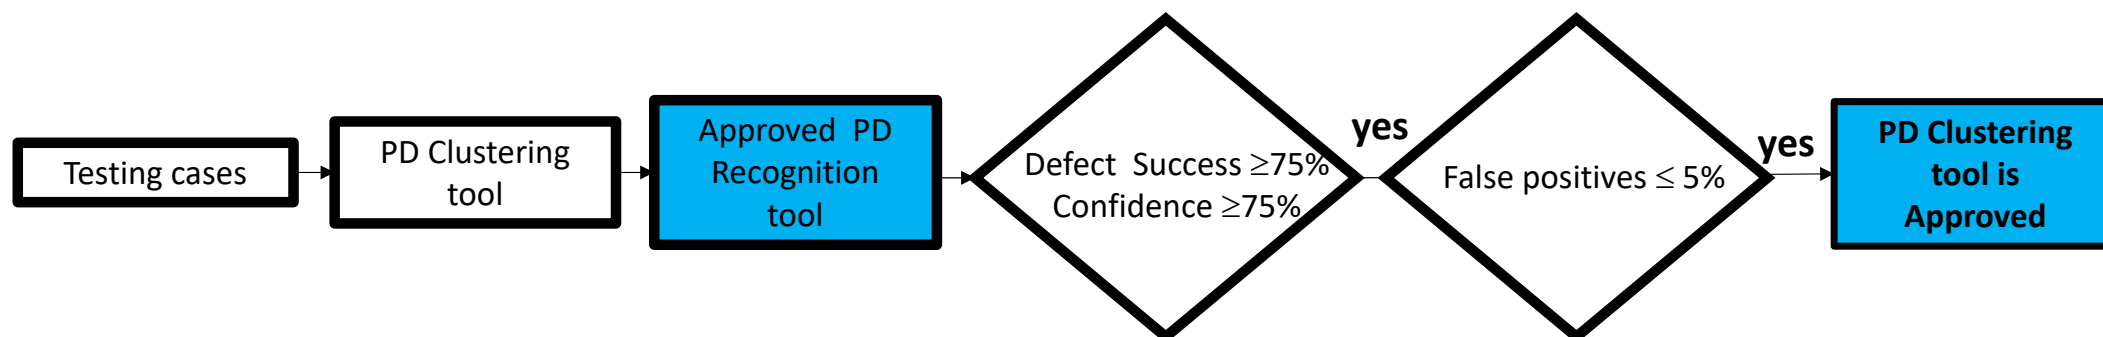 Testing cases
PD Clustering
tool
Approved PD
Recognition
tool
Defect Success ≥75%
Confidence ≥75%
yes
False positives ≤ 5%
yes
PD Clustering
tool is
Approved